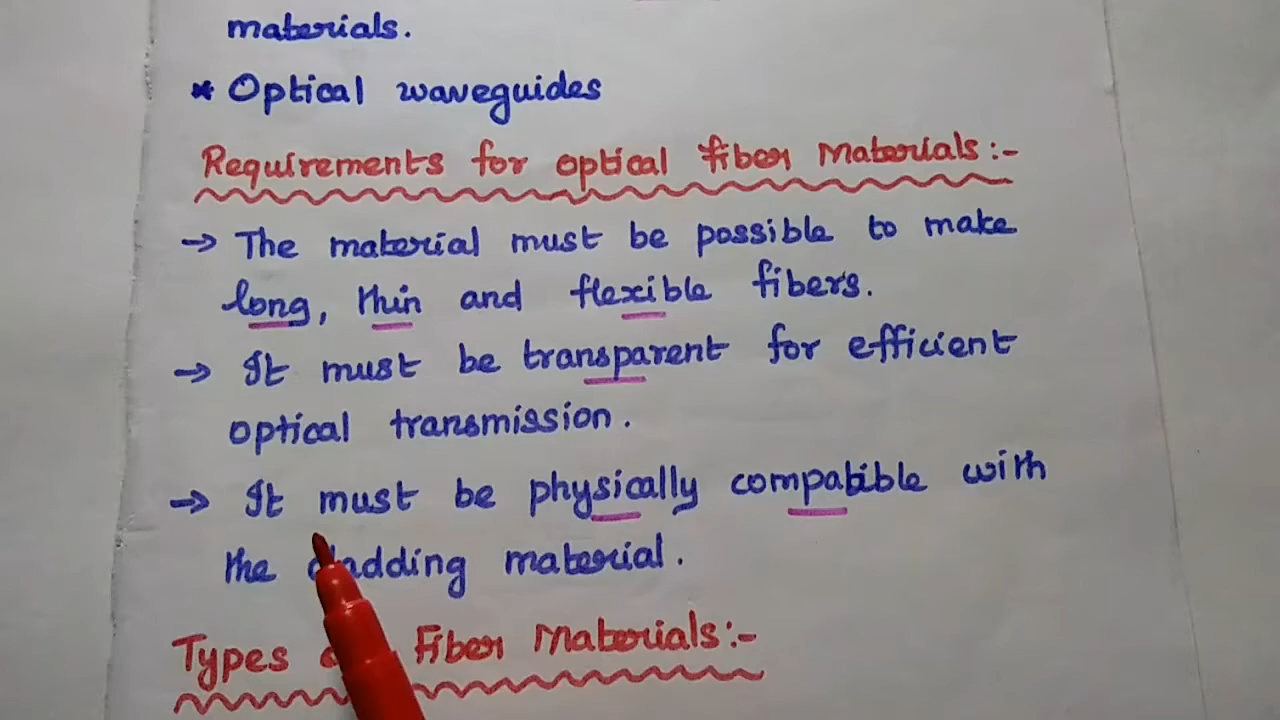 materials.
* Optical waveguides
Requirements for optical fiber Materials:-
→ The material must be possible to make
long, thin and flexible fibers.
→ It must be transparent for efficient
optical transmission.
→ It must be physically compatible with
the cladding material.
Types Fiber Materials:-